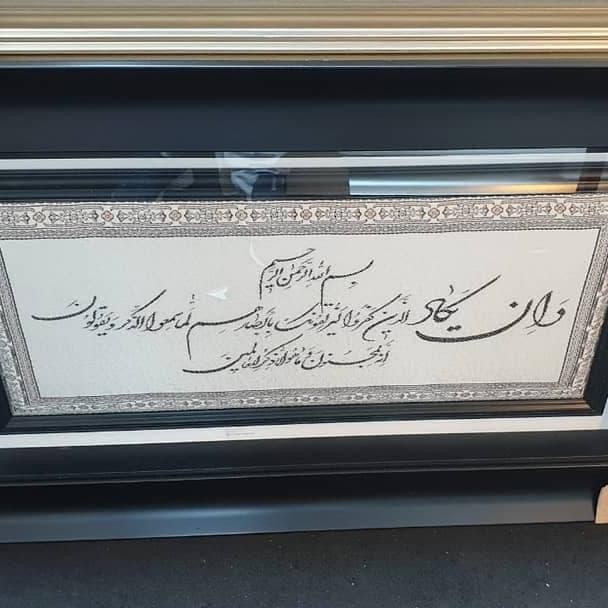 بسم الله الرحمن الرحیم
وان یکاد الذین کفروا لیزلقونک بابصارهم لما سمعوا الذکر و یقولون
انه لمجنون و ما هو الا ذکر للعالمین